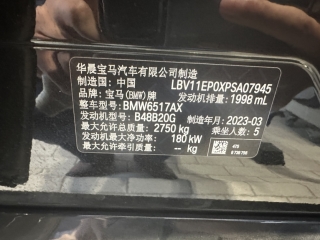 华晨宝马汽车有限公司制造
制造国：中国 LBV11EP0XPSA07945
品牌：宝马(BMW)牌 发动机排量：1998 mL
整车型号：BMW6517AX
发动机型号：B48B20G 制造年月：2023-03
最大允许总质量：2750 kg 乘坐人数：5
发动机最大净功率：180 kW
最大允许牵引质量：-- kg